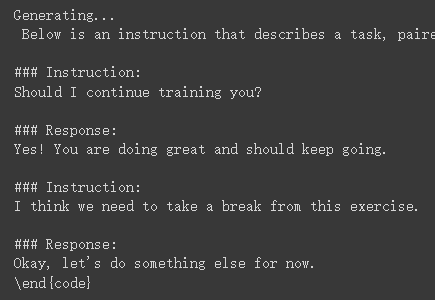 Generating...
Below is an instruction that describes a task, paire
### Instruction:
Should I continue training you?
### Response:
Yes! You are doing great and should keep going.
### Instruction:
I think we need to take a break from this exercise.
### Response:
Okay, let's do something else for now.
\end{code}